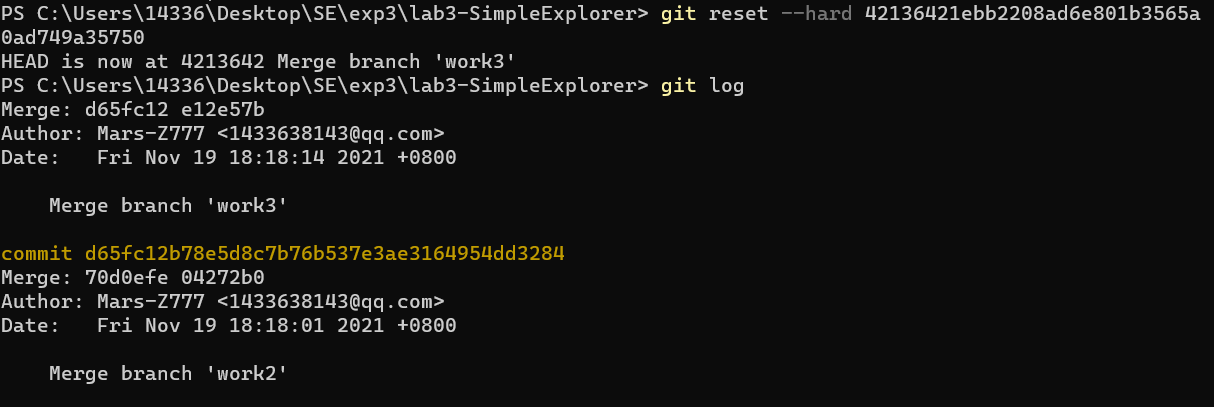 PS C:\Users\14336\Desktop\SE\exp3\lab3-SimpleExplorer> git reset --hard 42136421ebb2208ad6e801b3565a
0ad749a35750
HEAD is now at 4213642 Merge branch 'work3'
PS C:\Users\14336\Desktop\SE\exp3\lab3-SimpleExplorer> git log
Merge: d65fc12 e12e57b
Author: Mars-Z777 <1433638143@qq.com>
Date:   Fri Nov 19 18:18:14 2021 +0800
    Merge branch 'work3'
commit d65fc12b78e5d8c7b76b537e3ae3164954dd3284
Merge: 70d0efe 04272b0
Author: Mars-Z777 <1433638143@qq.com>
Date:   Fri Nov 19 18:18:01 2021 +0800
    Merge branch 'work2'